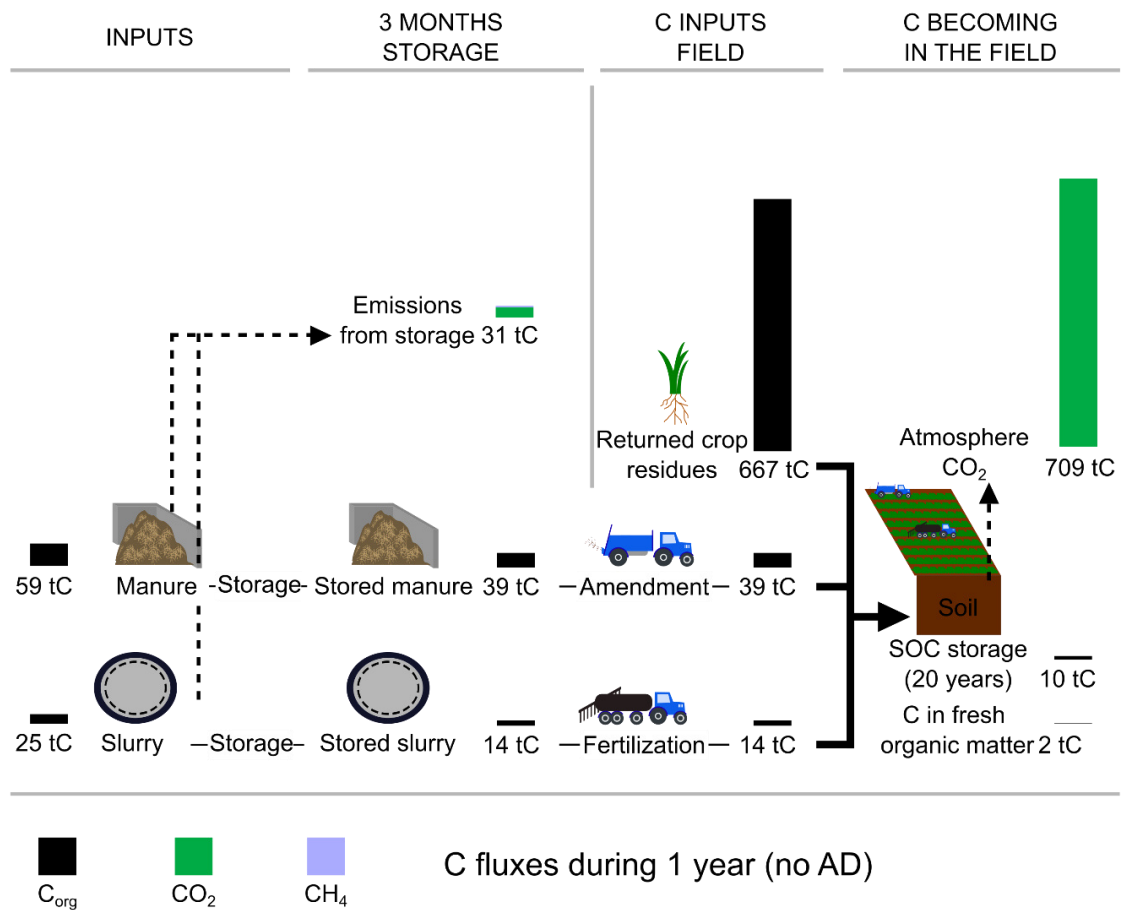 INPUTS
3 MONTHS
STORAGE
C INPUTS
FIELD
C BECOMING
IN THE FIELD
Emissions
from storage 31 tC
Returned crop
residues 667 tC
Atmosphere
CO₂ 709 tC
59 tC Manure Storage Stored manure 39 tC Amendment 39 tC
Soil
SOC storage
(20 years) 10 tC
25 tC Slurry Storage Stored slurry 14 tC Fertilization 14 tC
C in fresh
organic matter 2 tC
C_org CO₂ CH₄
C fluxes during 1 year (no AD)